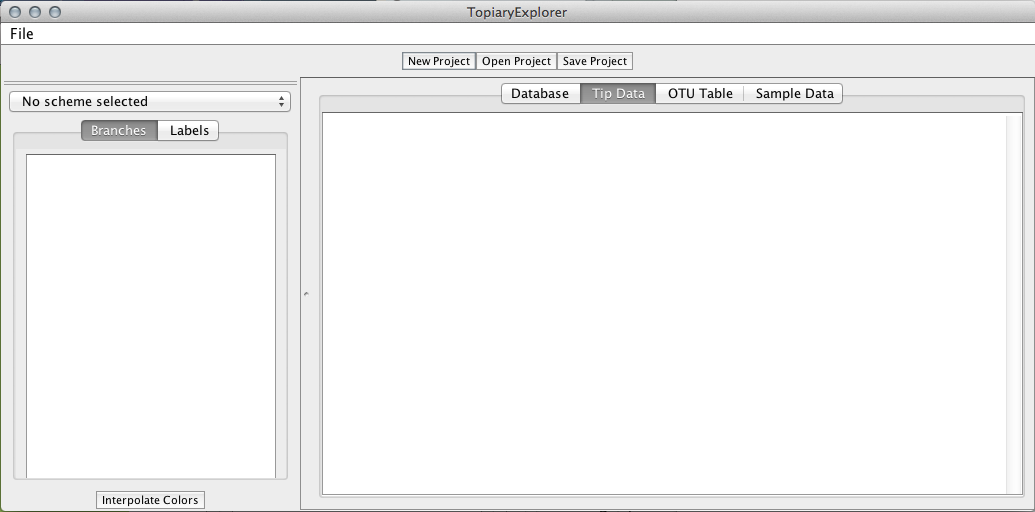 TopiaryExplorer
File
New Project Open Project Save Project
No scheme selected
Database Tip Data OTU Table Sample Data
Branches Labels
Interpolate Colors